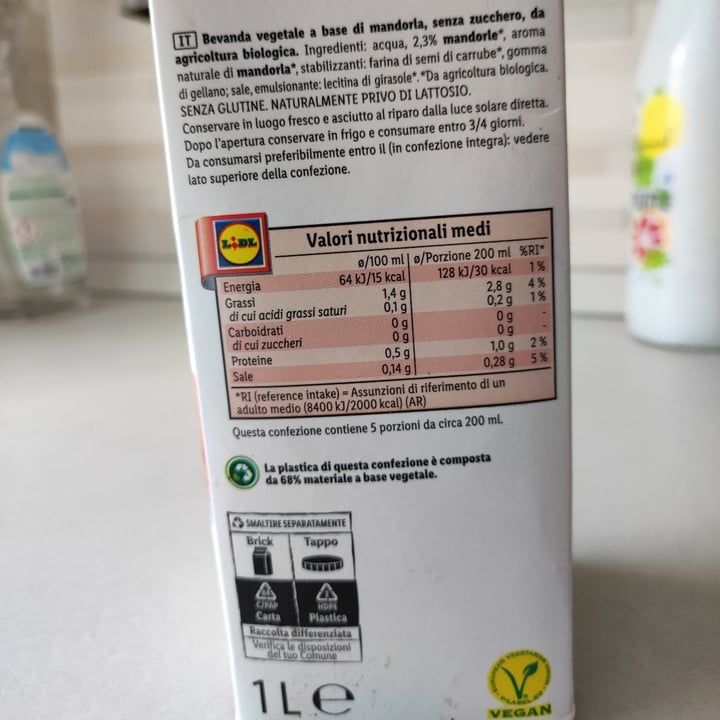 IT Bevanda vegetale a base di mandorla, senza zucchero, da
agricoltura biologica. Ingredienti: acqua, 2,3% mandorle*, aroma
naturale di mandorla*, stabilizzanti: farina di semi di carrube*, gomma
di gellano; sale, emulsionante: lecitina di girasole*.*Da agricoltura biologica.
SENZA GLUTINE. NATURALMENTE PRIVO DI LATTOSIO.
Conservare in luogo fresco e asciutto al riparo dalla luce solare diretta.
Dopo l'apertura conservare in frigo e consumare entro 3/4 giorni.
Da consumarsi preferibilmente entro il (in confezione integra): vedere
lato superiore della confezione.
LIDL
Valori nutrizionali medi
ø/100 ml ø/Porzione 200 ml %RI*
Energia 64 kJ/15 kcal 128 kJ/30 kcal 1%
Grassi 1,4 g 2,8 g 4%
di cui acidi grassi saturi 0,1 g 0,2 g 1%
Carboidrati 0 g 0 g -
di cui zuccheri 0 g 0 g -
Proteine 0,5 g 1,0 g 2%
Sale 0,14 g 0,28 g 5%
*RI (reference intake) = Assunzioni di riferimento di un
adulto medio (8400 kJ/2000 kcal) (AR)
Questa confezione contiene 5 porzioni da circa 200 ml.
La plastica di questa confezione è composta
da 68% materiale a base vegetale.
SMALTIRE SEPARATAMENTE
Brick Tappo
C/PAP HDPE
Carta Plastica
Raccolta differenziata
Verifica le disposizioni
del tuo Comune
1L e
EUROPEAN VEGETARIAN
V-LABEL.EU
VEGAN